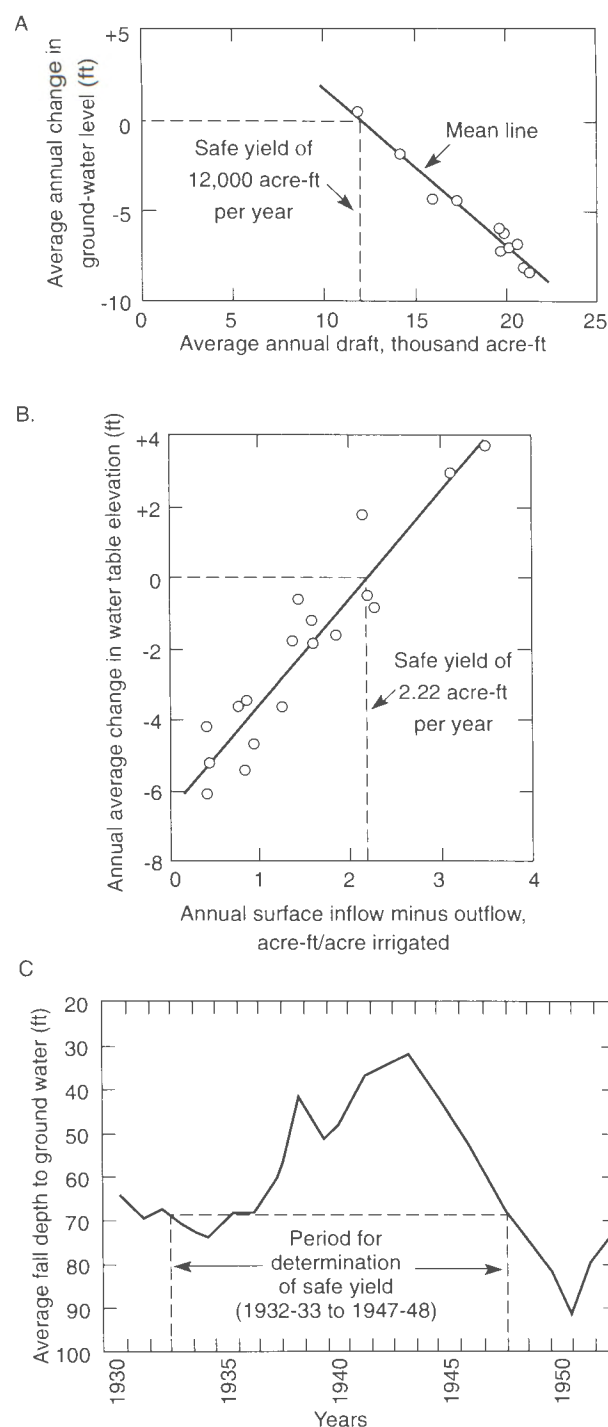 A
Average annual change in
ground-water level (ft)
+5
0
-5
-10
Safe yield of
12,000 acre-ft
per year
Mean line
0
5
10
15
20
25
Average annual draft, thousand acre-ft
B.
Annual average change in water table elevation (ft)
+4
+2
0
-2
-4
-6
-8
Safe yield of
2.22 acre-ft
per year
0
1
2
3
4
Annual surface inflow minus outflow,
acre-ft/acre irrigated
C
Average fall depth to ground water (ft)
20
30
40
50
60
70
80
90
100
Period for
determination
of safe yield
(1932-33 to 1947-48)
1930
1935
1940
1945
1950
Years